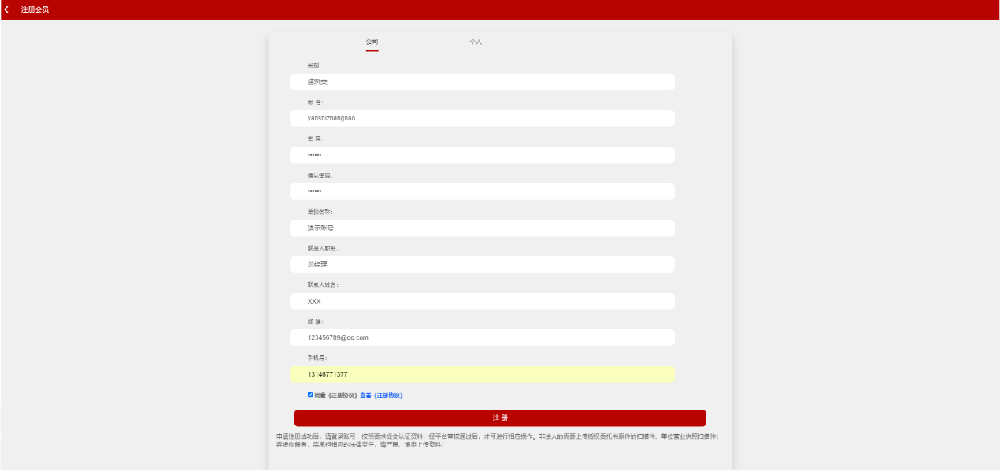 注册会员
公司 个人
类别
建筑类
账 号:
yanshizhanghao
密 码:
••••••
确认密码:
••••••
单位名称:
演示账号
联系人职务:
总经理
联系人姓名:
XXX
邮 箱:
123456789@qq.com
手机号:
13146771377
同意《注册协议》查看《注册协议》
注 册
申请注册成功后，请登录账号，按照要求提交认证资料，经平台审核通过后，才可进行相应操作。非法人的需要上传授权委托书原件的扫描件、单位营业执照扫描件;
弄虚作假者，需承担相应的法律责任，请严谨、慎重上传资料!